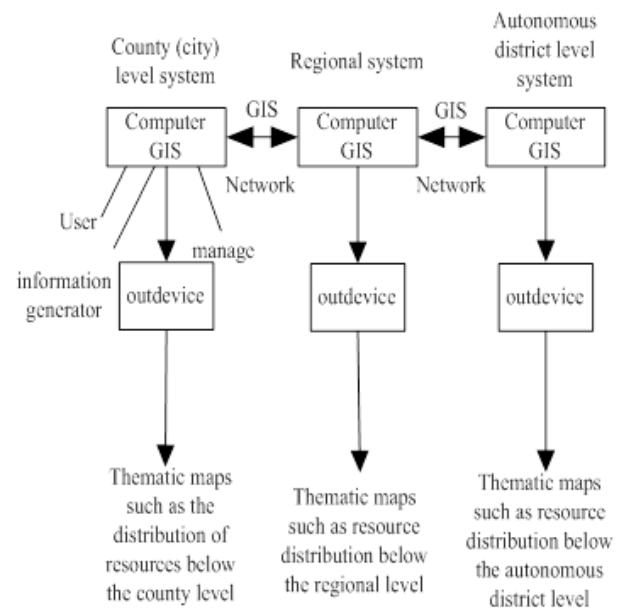 County (city)
level system
Regional system
Autonomous
district level
system
Computer
GIS
GIS
Network
Computer
GIS
GIS
Network
Computer
GIS
User
information
generator
manage
outdevice
outdevice
outdevice
Thematic maps
such as the
distribution of
resources below
the county level
Thematic maps
such as resource
distribution below
the regional level
Thematic maps
such as resource
distribution below
the autonomous
district level